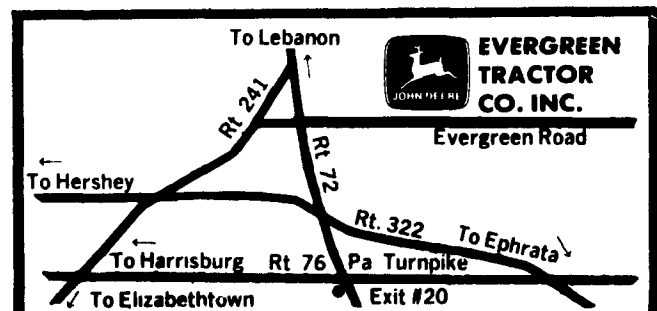 To Lebanon
EVERGREEN
TRACTOR
CO. INC.
JOHN DEERE
Rt 241
Evergreen Road
Rt 72
To Hershey
Rt. 322
To Ephrata
To Harrisburg Rt 76 Pa Turnpike
To Elizabethtown Exit #20